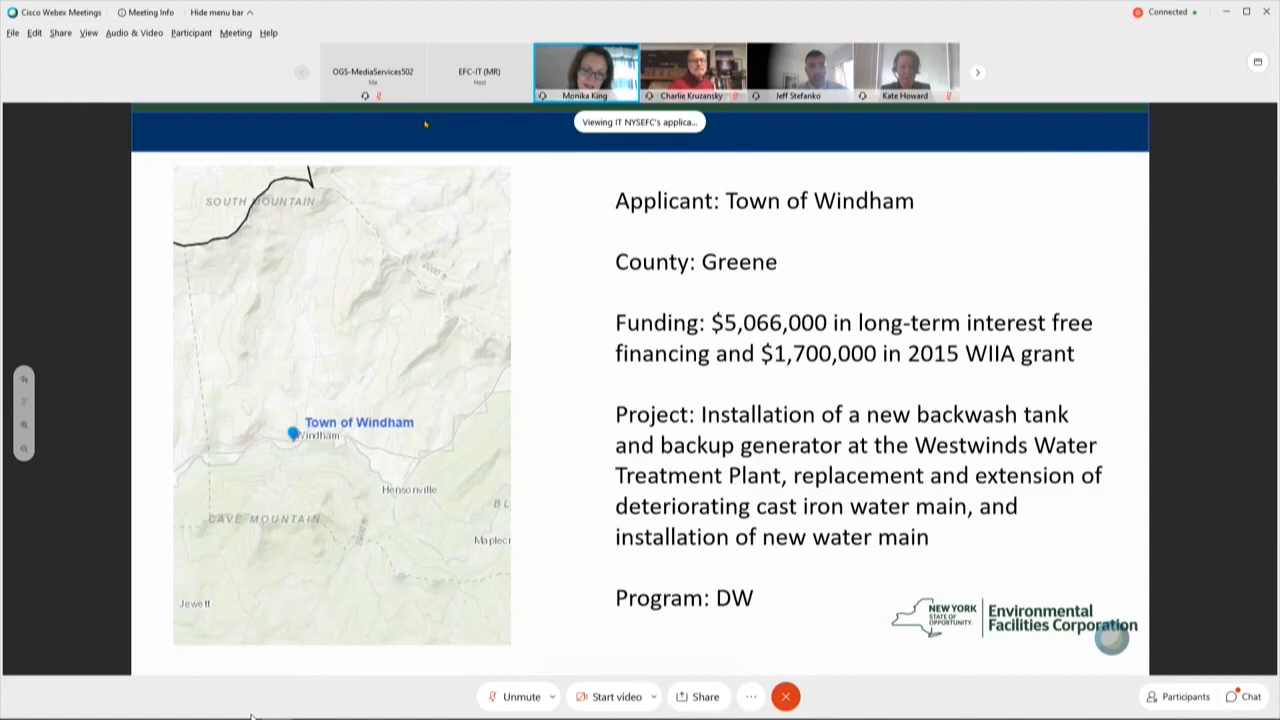 Cisco Webex Meetings
Meeting Info
Hide menu bar
Connected
File Edit Share View Audio & Video Participant Meeting Help
OGS-MediaServices502
Me
EFC-IT (MR)
Host
Monika King
Charlie Kruzansky
Jeff Stefanko
Kate Howard
Viewing IT NYSEFC's applica...
SOUTH MOUNTAIN
Town of Windham
Windham
Hensonville
BL
CAVE MOUNTAIN
Maplecr
Jewett
Applicant: Town of Windham
County: Greene
Funding: $5,066,000 in long-term interest free
financing and $1,700,000 in 2015 WIIA grant
Project: Installation of a new backwash tank
and backup generator at the Westwinds Water
Treatment Plant, replacement and extension of
deteriorating cast iron water main, and
installation of new water main
Program: DW
NEW YORK
STATE OF
OPPORTUNITY.
Environmental
Facilities Corporation
Unmute
Start video
Share
Participants
Chat